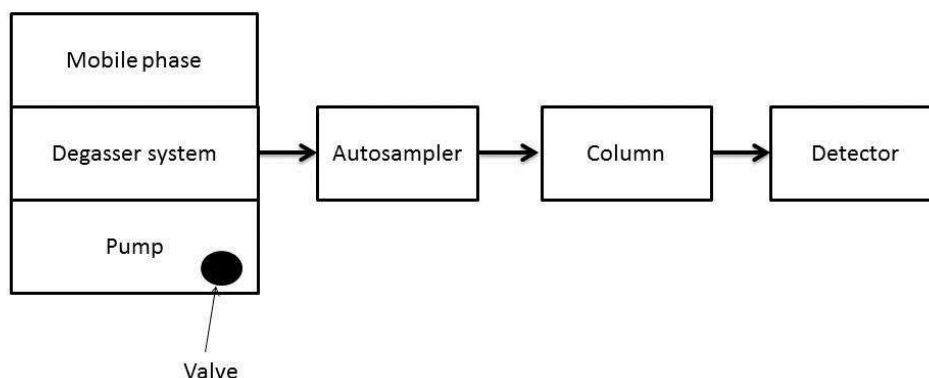 Mobile phase
Degasser system
Autosampler
Column
Detector
Pump
Valve